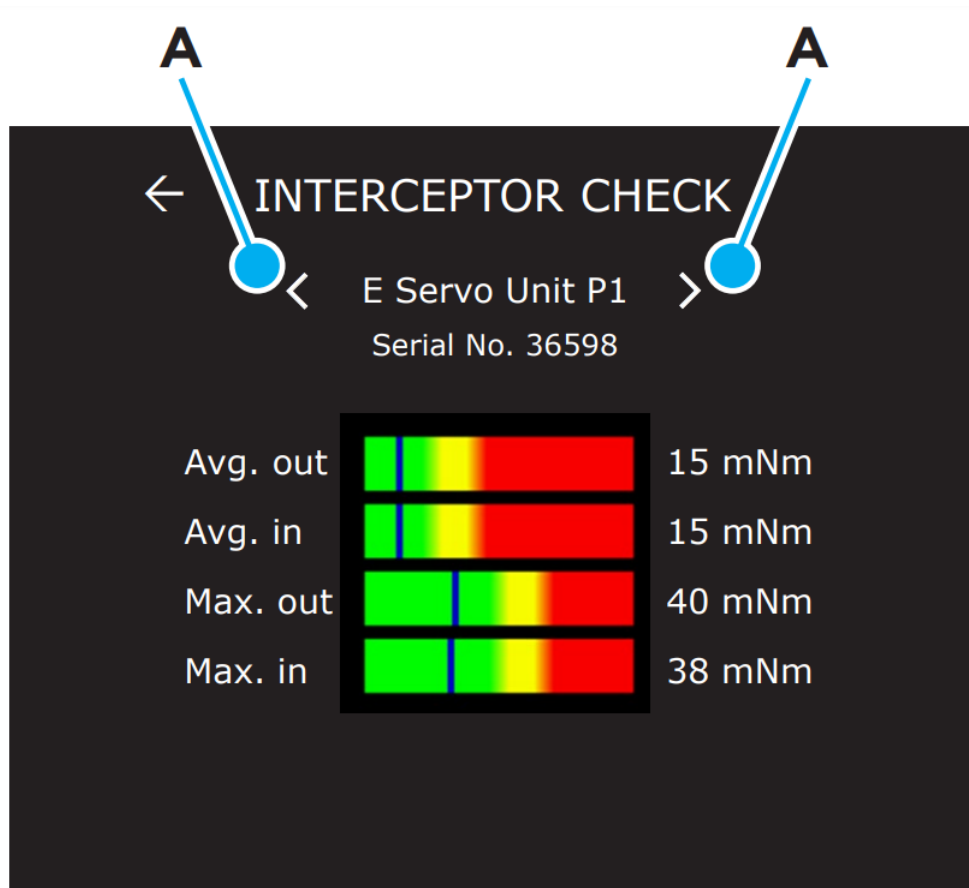 A A
← INTERCEPTOR CHECK
< E Servo Unit P1 >
Serial No. 36598
Avg. out 15 mNm
Avg. in 15 mNm
Max. out 40 mNm
Max. in 38 mNm